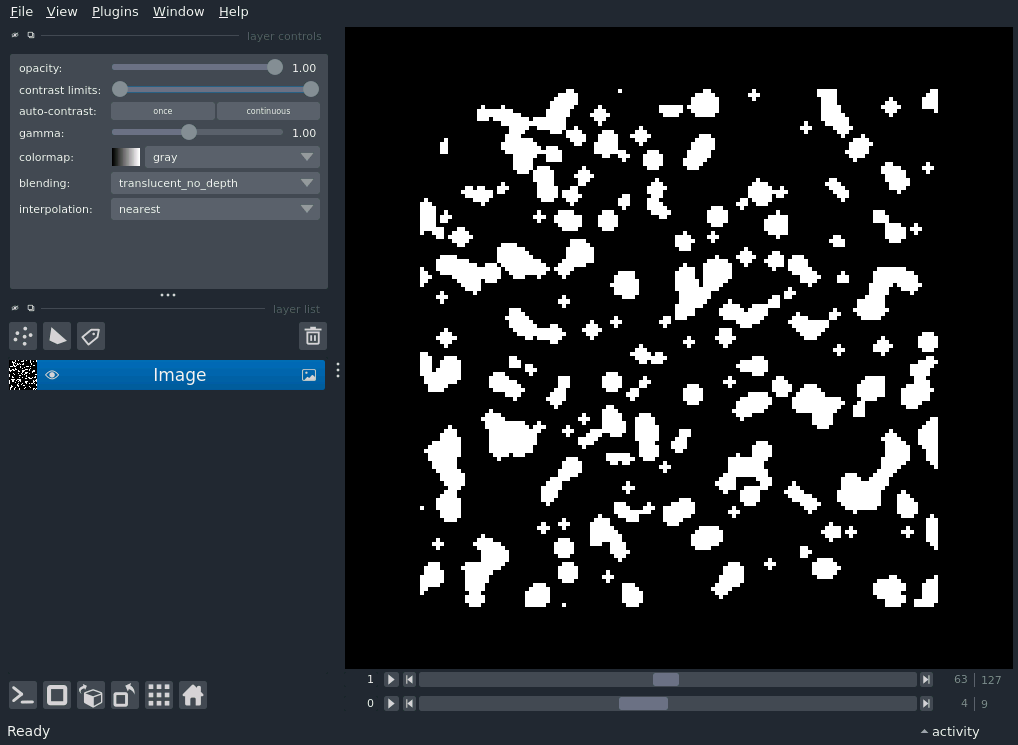 File View Plugins Window Help
layer controls
opacity: 1.00
contrast limits:
auto-contrast: once continuous
gamma: 1.00
colormap: gray
blending: translucent_no_depth
interpolation: nearest
layer list
Image
1 63 127
0 4 9
Ready activity